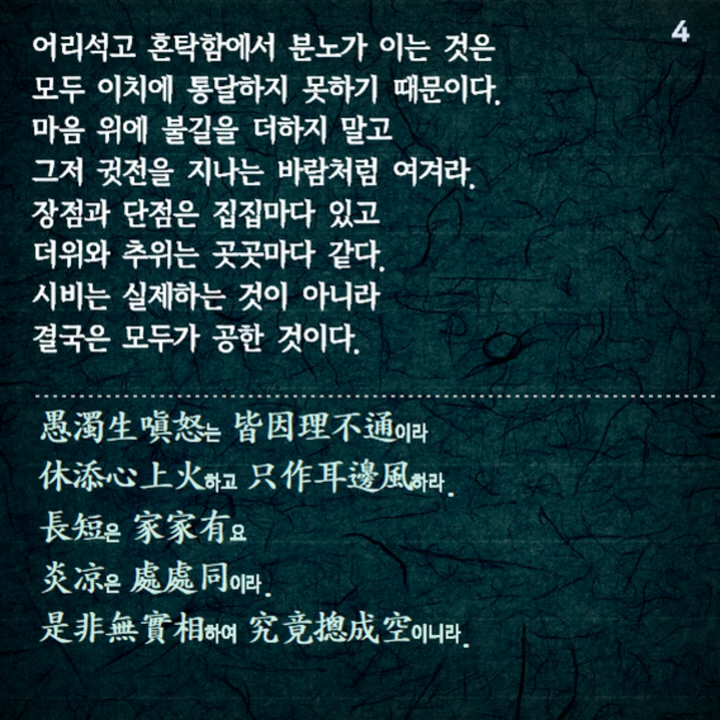 4
어리석고 혼탁함에서 분노가 이는 것은
모두 이치에 통달하지 못하기 때문이다.
마음 위에 불길을 더하지 말고
그저 귓전을 지나는 바람처럼 여겨라.
장점과 단점은 집집마다 있고
더위와 추위는 곳곳마다 같다.
시비는 실제하는 것이 아니라
결국은 모두가 공한 것이다.
愚濁生嗔怒는 皆因理不通이라
休添心上火하고 只作耳邊風하라.
長短은 家家有요
炎凉은 處處同이라.
是非無實相하여 究竟摠成空이니라.